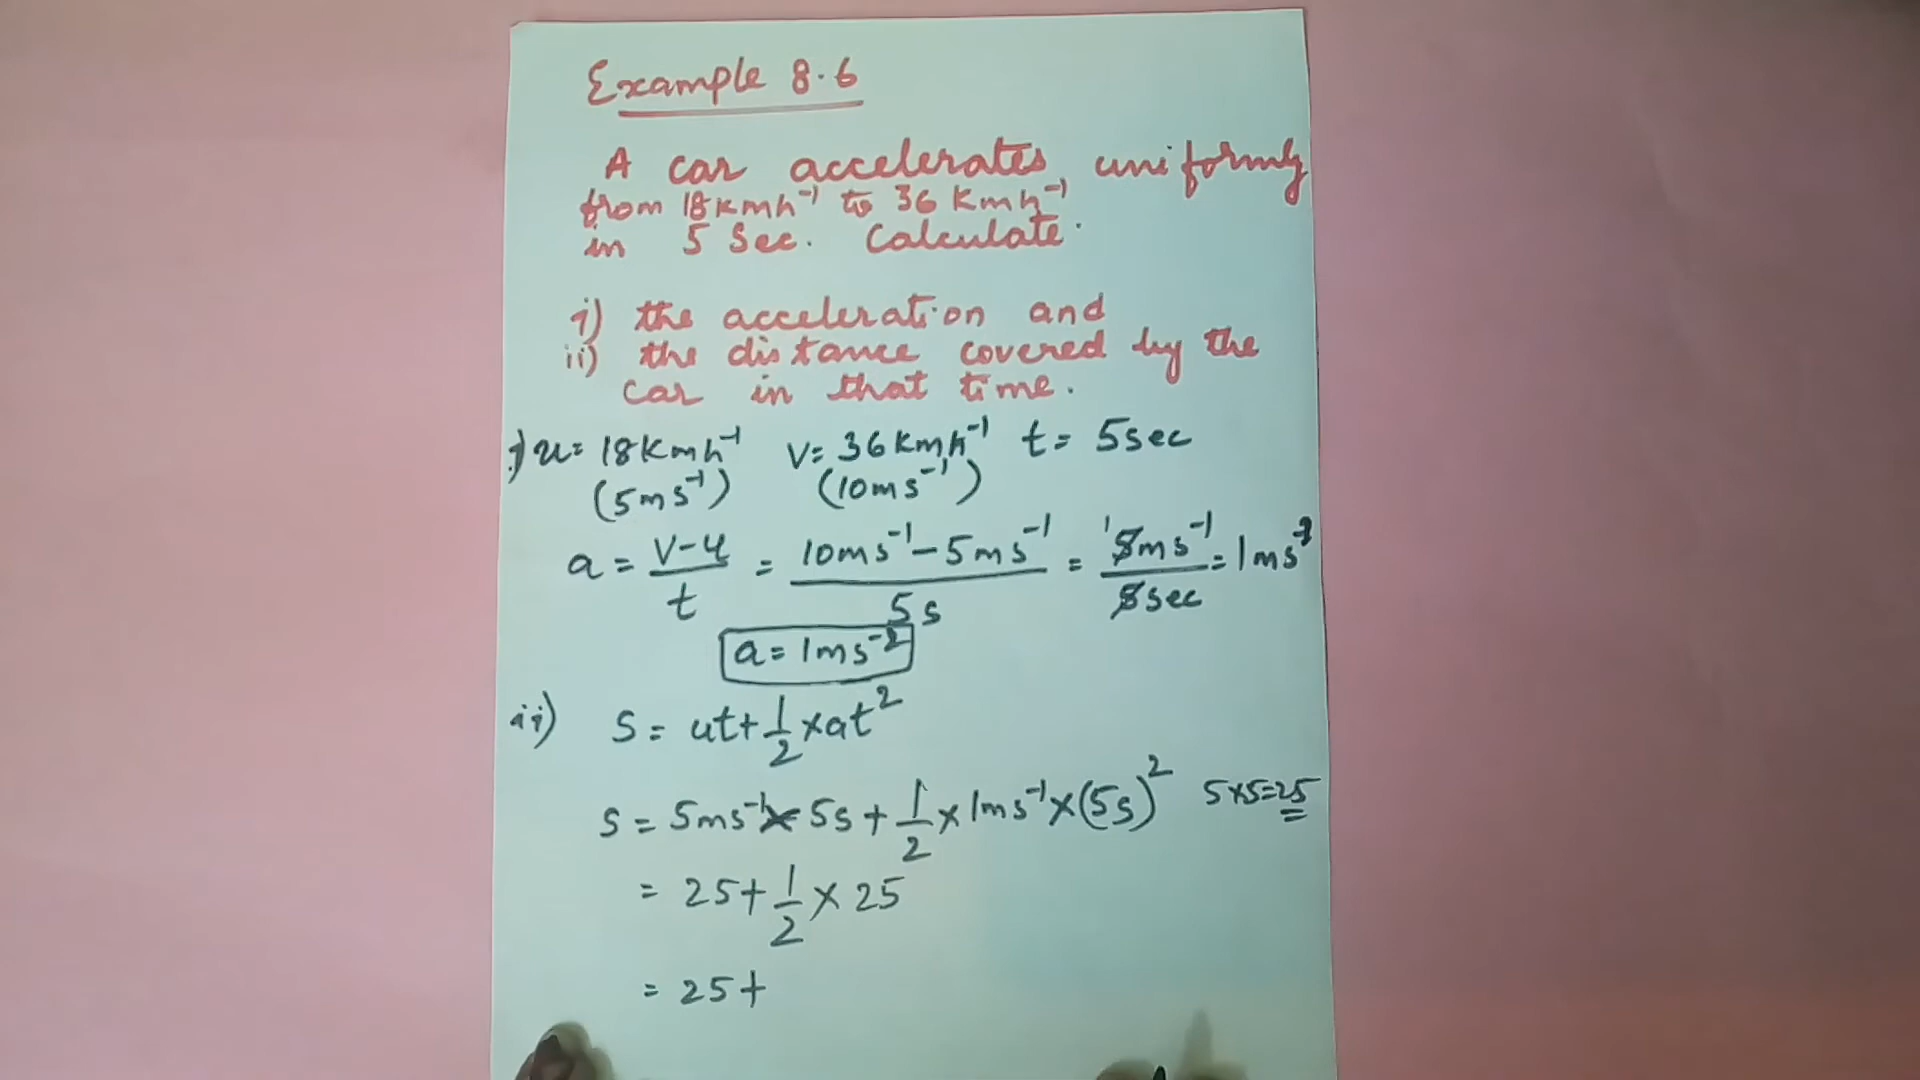 Example 8.6
A car accelerates uniformly
from 18 Kmh⁻¹ to 36 Kmh⁻¹
in 5 Sec. Calculate.
i) the acceleration and
ii) the distance covered by the
car in that time.
i) u = 18 Kmh⁻¹ v = 36 Kmh⁻¹ t = 5 sec
(5ms⁻¹) (10ms⁻¹)
a = v-u/t = 10ms⁻¹ - 5ms⁻¹/5s = ¹5ms⁻¹/5sec = 1ms⁻²
a = 1ms⁻²
ii) S = ut + 1/2 × at²
S = 5ms⁻¹ × 5s + 1/2 × 1ms⁻¹ × (5s)² 5×5=25
= 25 + 1/2 × 25
= 25 +